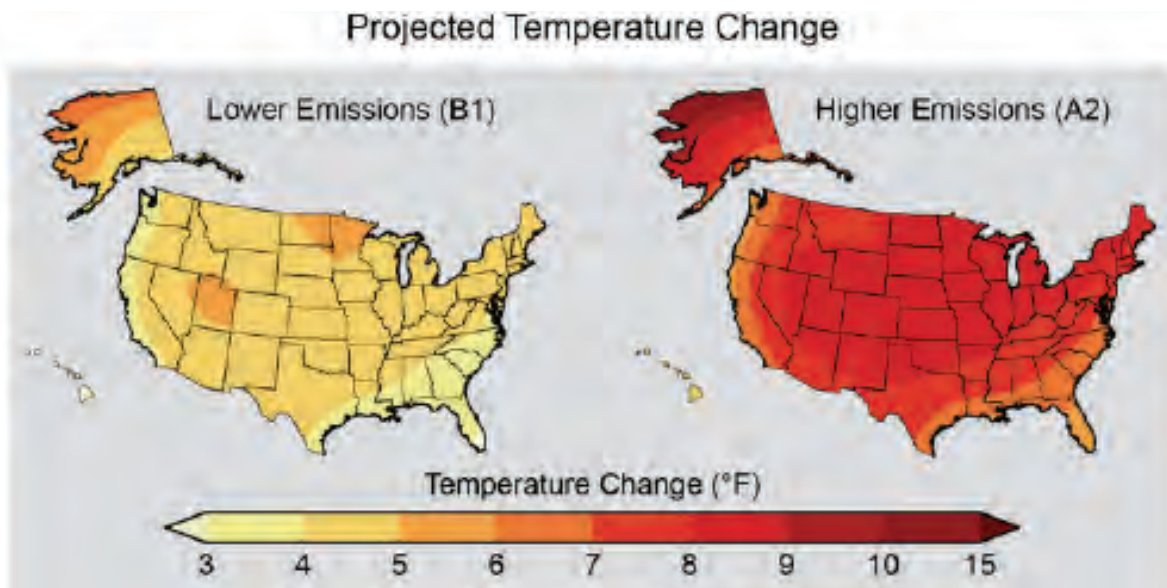 Projected Temperature Change
Lower Emissions (B1)
Higher Emissions (A2)
Temperature Change (°F)
3 4 5 6 7 8 9 10 15